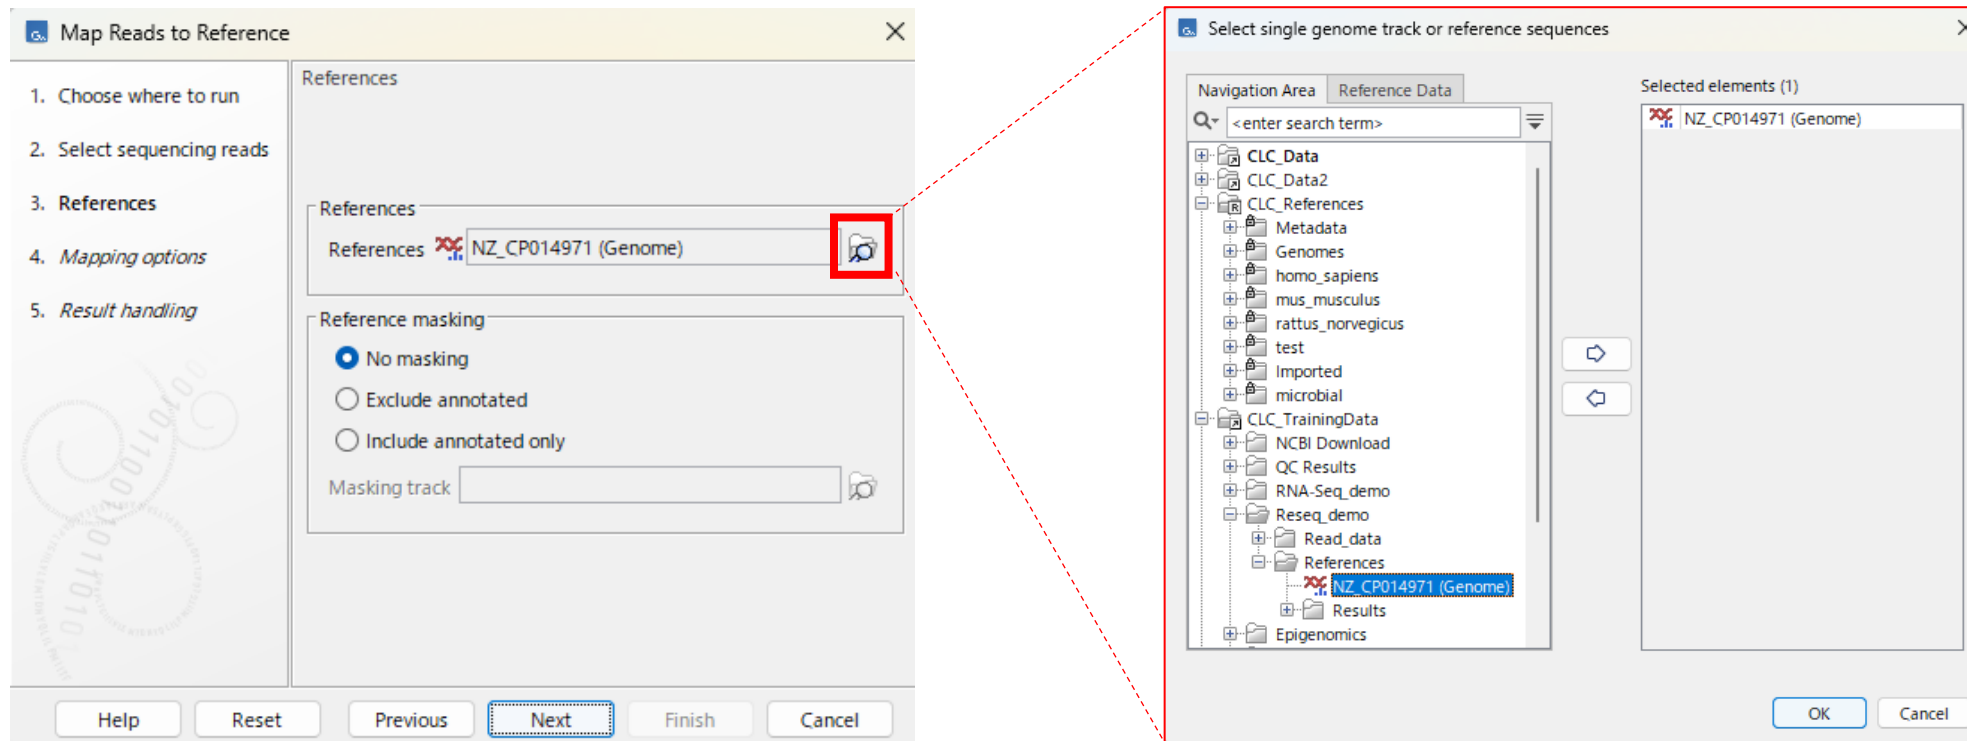 Map Reads to Reference
1. Choose where to run
2. Select sequencing reads
3. References
4. Mapping options
5. Result handling
References
References
References NZ_CP014971 (Genome)
Reference masking
No masking
Exclude annotated
Include annotated only
Masking track
Help Reset Previous Next Finish Cancel
Select single genome track or reference sequences
Navigation Area Reference Data
<enter search term>
CLC_Data
CLC_Data2
CLC_References
Metadata
Genomes
homo_sapiens
mus_musculus
rattus_norvegicus
test
Imported
microbial
CLC_TrainingData
NCBI Download
QC Results
RNA-Seq_demo
Reseq_demo
Read_data
References
NZ_CP014971 (Genome)
Results
Epigenomics
Selected elements (1)
NZ_CP014971 (Genome)
OK Cancel